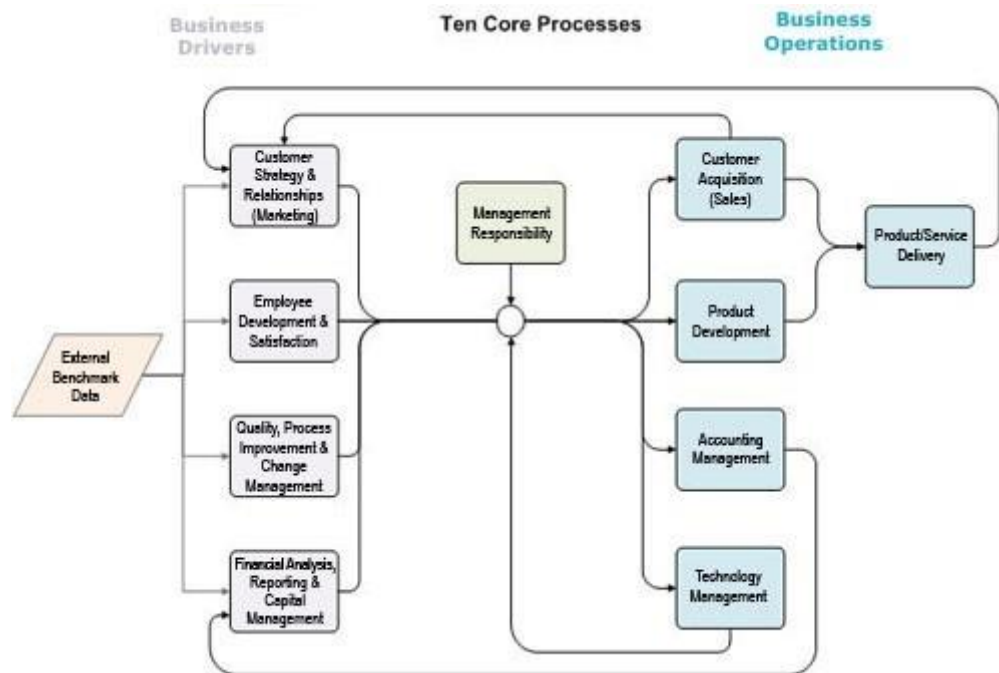 Business
Drivers
Ten Core Processes
Business
Operations
Customer
Strategy &
Relationships
(Marketing)
Customer
Acquisition
(Sales)
Management
Responsibility
Product/Service
Delivery
Employee
Development &
Satisfaction
Product
Development
External
Benchmark
Data
Quality, Process
Improvement &
Change
Management
Accounting
Management
Financial Analysis,
Reporting &
Capital
Management
Technology
Management